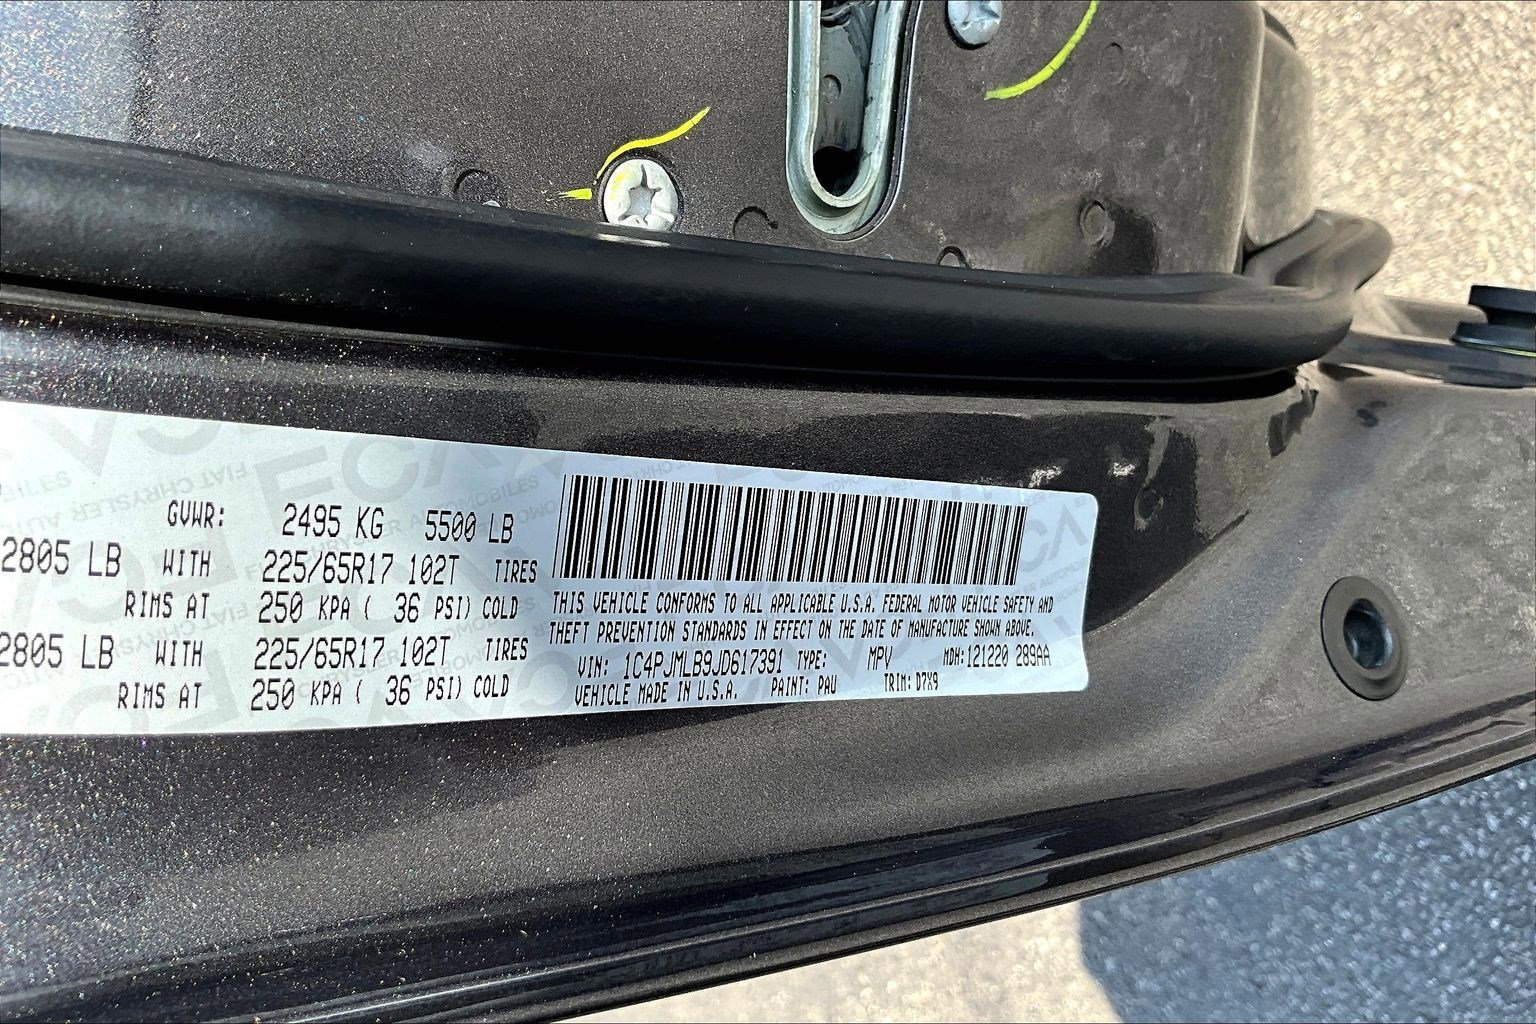 GVWR: 2495 KG 5500 LB
2805 LB WITH 225/65R17 102T TIRES
RIMS AT 250 KPA ( 36 PSI) COLD
2805 LB WITH 225/65R17 102T TIRES
RIMS AT 250 KPA ( 36 PSI) COLD
THIS VEHICLE CONFORMS TO ALL APPLICABLE U.S.A. FEDERAL MOTOR VEHICLE SAFETY AND
THEFT PREVENTION STANDARDS IN EFFECT ON THE DATE OF MANUFACTURE SHOWN ABOVE.
VIN: 1C4PJMLB9JD617391 TYPE: MPV MDH:121220 289AA
VEHICLE MADE IN U.S.A. PAINT: PAU TRIM: D7X9